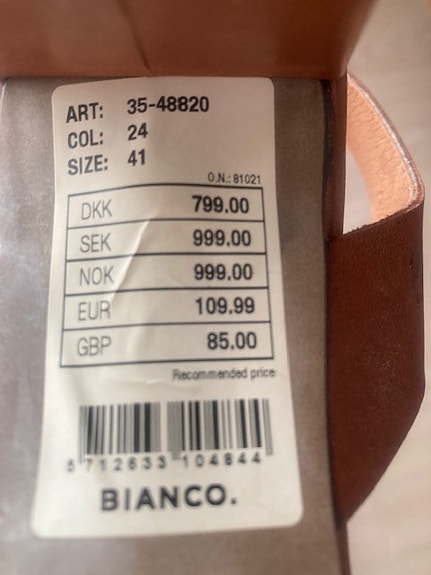 ART: 35-48820
COL: 24
SIZE: 41
O.N.: 81021
DKK 799.00
SEK 999.00
NOK 999.00
EUR 109.99
GBP 85.00
Recommended price
5 712633 104844
BIANCO.